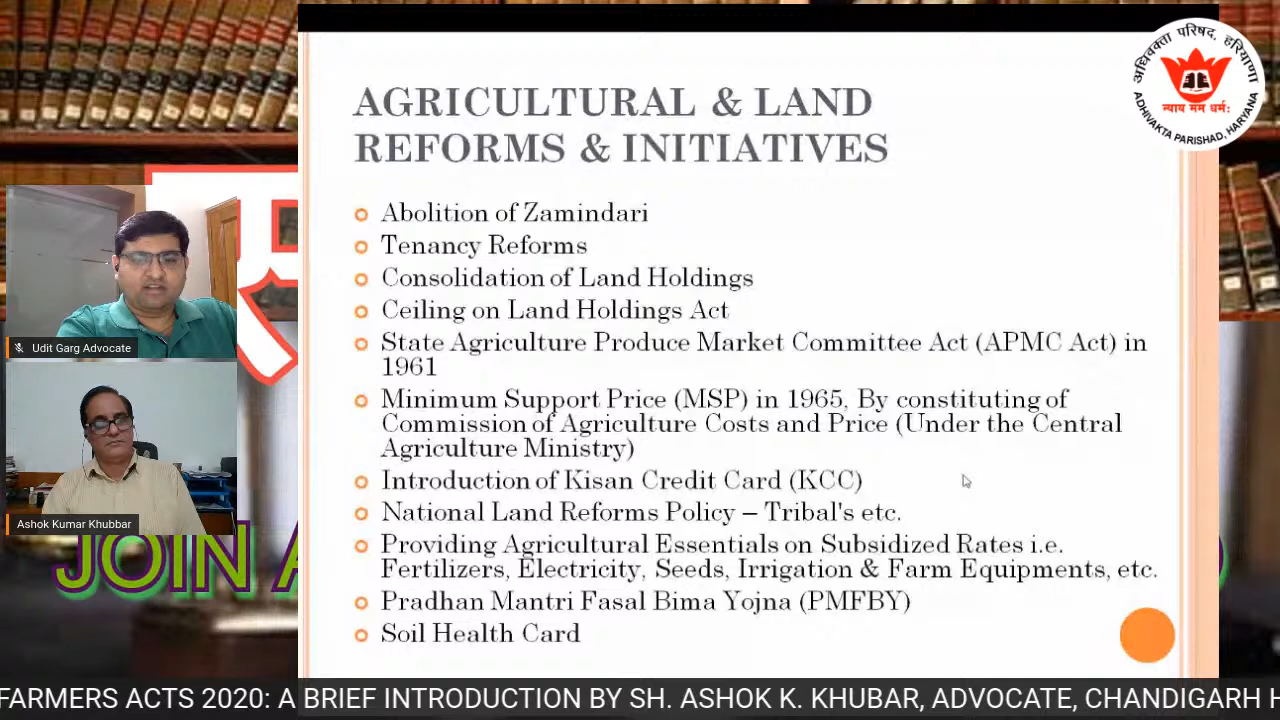 AGRICULTURAL & LAND
REFORMS & INITIATIVES
Abolition of Zamindari
Tenancy Reforms
Consolidation of Land Holdings
Ceiling on Land Holdings Act
State Agriculture Produce Market Committee Act (APMC Act) in
1961
Minimum Support Price (MSP) in 1965, By constituting of
Commission of Agriculture Costs and Price (Under the Central
Agriculture Ministry)
Introduction of Kisan Credit Card (KCC)
National Land Reforms Policy – Tribal's etc.
Providing Agricultural Essentials on Subsidized Rates i.e.
Fertilizers, Electricity, Seeds, Irrigation & Farm Equipments, etc.
Pradhan Mantri Fasal Bima Yojna (PMFBY)
Soil Health Card
अधिवक्ता परिषद, हरियाणा
न्याय मम धर्म:
ADHIVAKTA PARISHAD, HARYANA
Udit Garg Advocate
Ashok Kumar Khubbar
JOIN
FARMERS ACTS 2020: A BRIEF INTRODUCTION BY SH. ASHOK K. KHUBAR, ADVOCATE, CHANDIGARH H